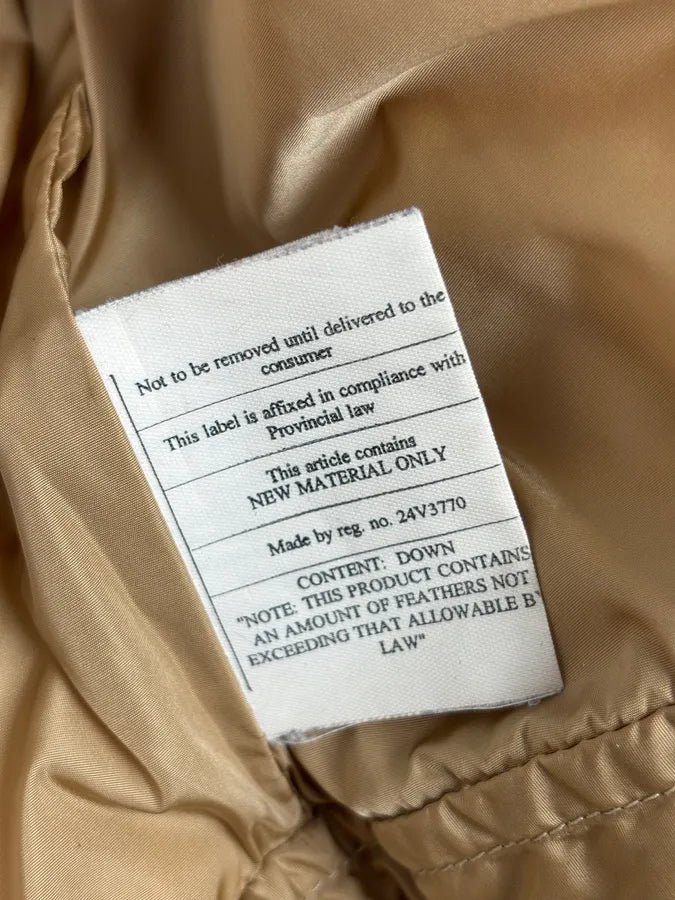 Not to be removed until delivered to the
consumer
This label is affixed in compliance with
Provincial law
This article contains
NEW MATERIAL ONLY
Made by reg. no. 24V3770
CONTENT: DOWN
"NOTE: THIS PRODUCT CONTAINS
AN AMOUNT OF FEATHERS NOT
EXCEEDING THAT ALLOWABLE BY
LAW"